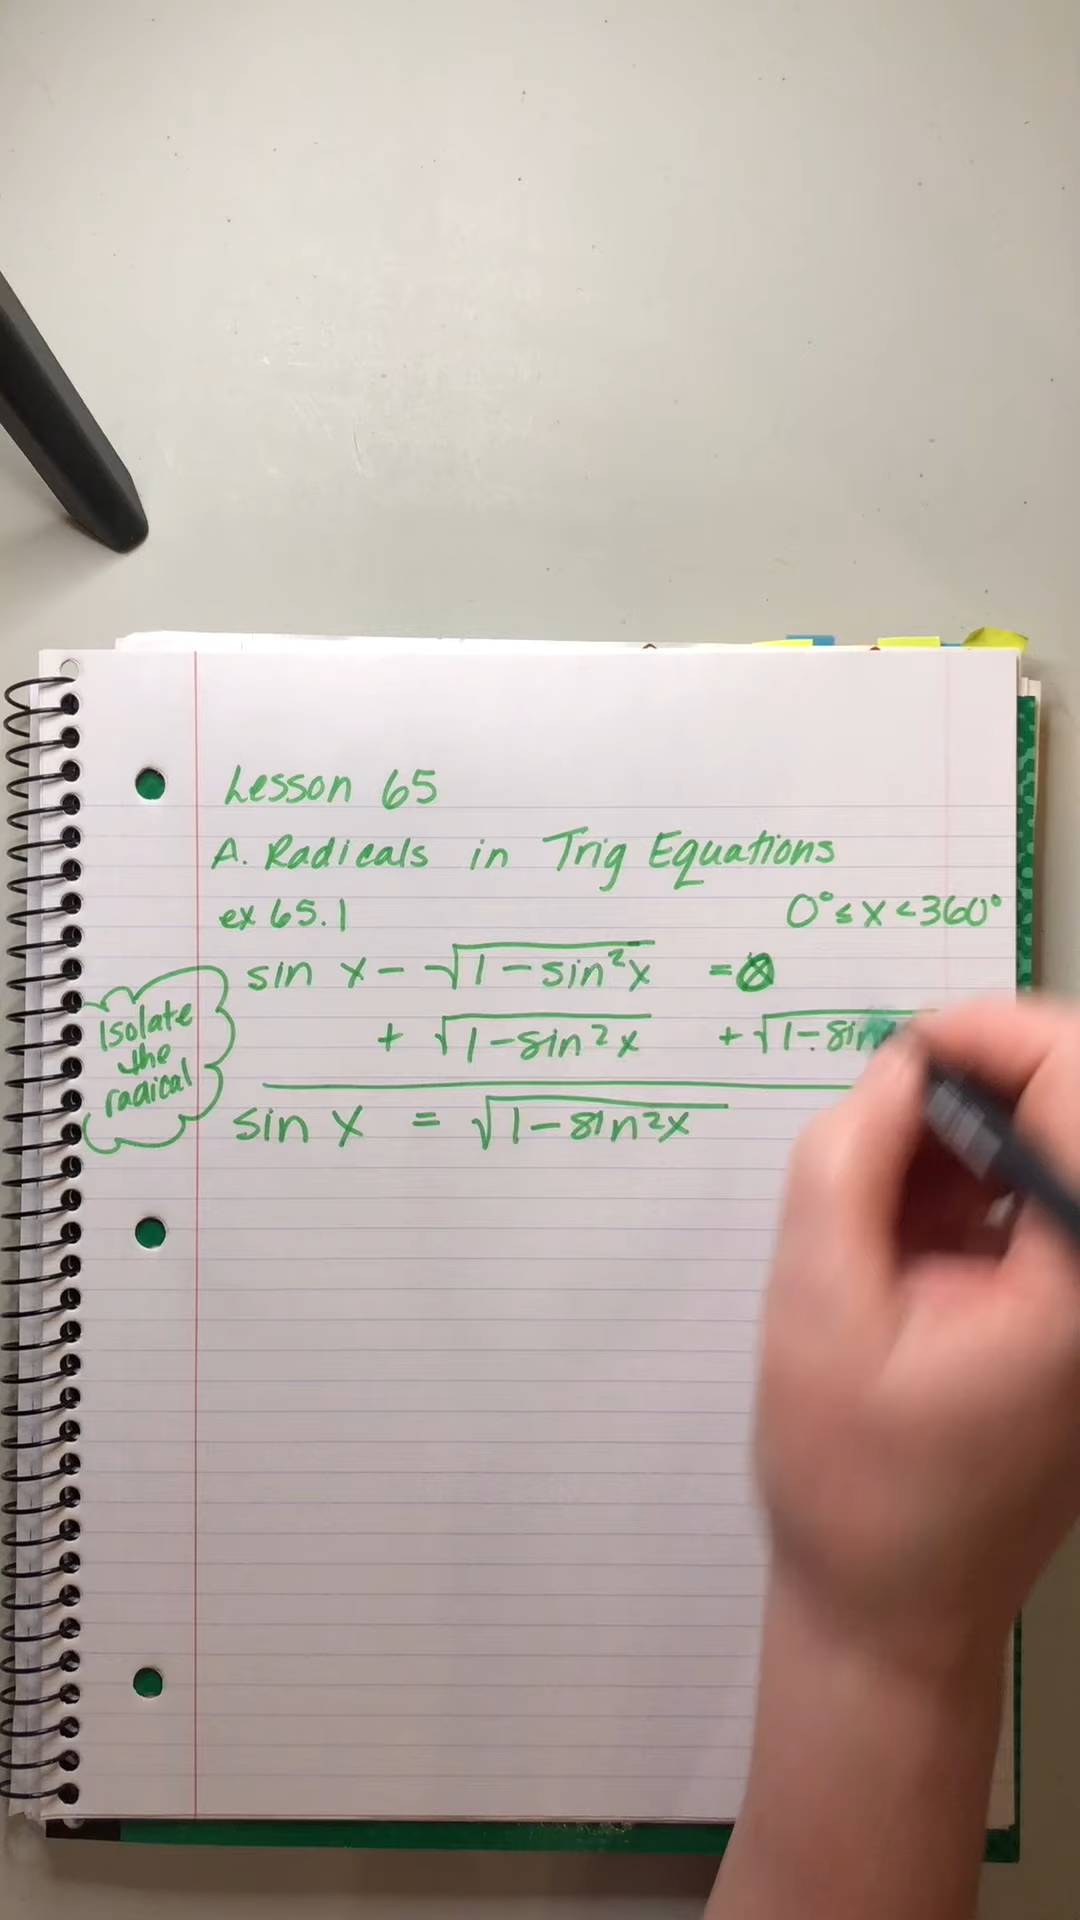 Lesson 65
A. Radicals in Trig Equations
ex 65.1 0° ≤ x < 360°
sin x - √1 - sin²x = 0
Isolate the radical
+ √1 - sin²x + √1 - sin
sin x = √1 - sin²x